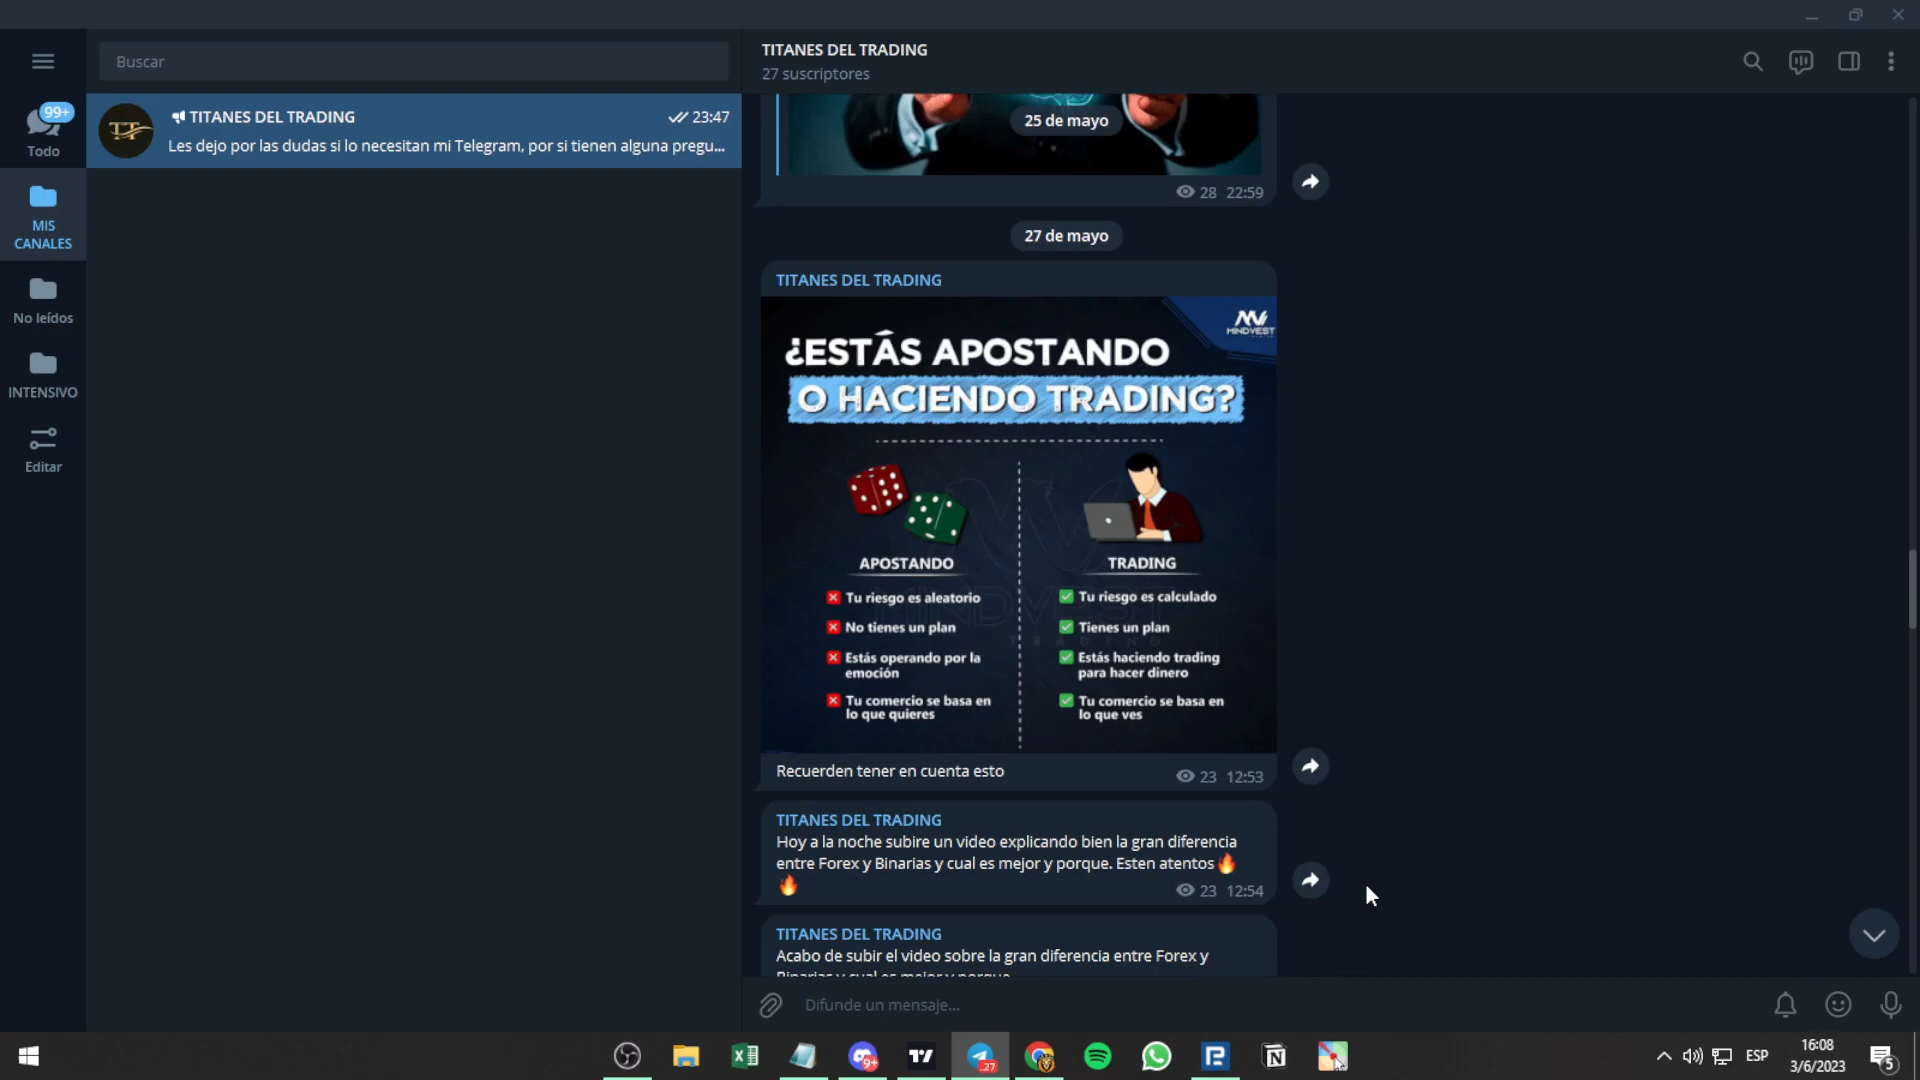 Buscar
TITANES DEL TRADING
27 suscriptores
99+
Todo
MIS
CANALES
No leídos
INTENSIVO
Editar
TT
TITANES DEL TRADING
23:47
Les dejo por las dudas si lo necesitan mi Telegram, por si tienen alguna pregu...
25 de mayo
28 22:59
27 de mayo
TITANES DEL TRADING
MINDVEST
¿ESTÁS APOSTANDO
O HACIENDO TRADING?
APOSTANDO
Tu riesgo es aleatorio
No tienes un plan
Estás operando por la
emoción
Tu comercio se basa en
lo que quieres
TRADING
Tu riesgo es calculado
Tienes un plan
Estás haciendo trading
para hacer dinero
Tu comercio se basa en
lo que ves
MINDVEST
TRADING
Recuerden tener en cuenta esto
23 12:53
TITANES DEL TRADING
Hoy a la noche subire un video explicando bien la gran diferencia
entre Forex y Binarias y cual es mejor y porque. Esten atentos
23 12:54
TITANES DEL TRADING
Acabo de subir el video sobre la gran diferencia entre Forex y
Binarias y cual es mejor y porque
Difunde un mensaje...
9+
27
ESP
16:08
3/6/2023
5